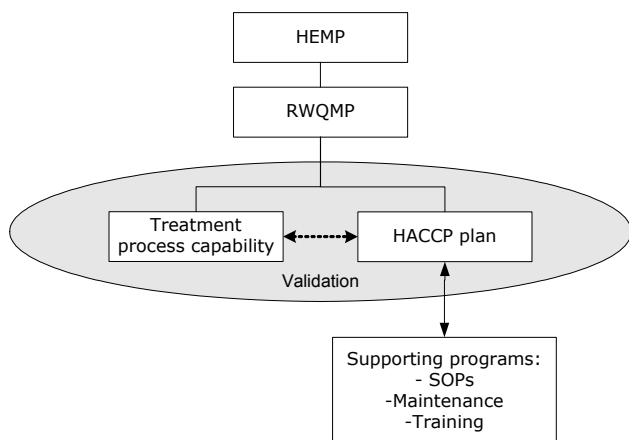 HEMP
RWQMP
Treatment
process capability
HACCP plan
Validation
Supporting programs:
- SOPs
-Maintenance
-Training